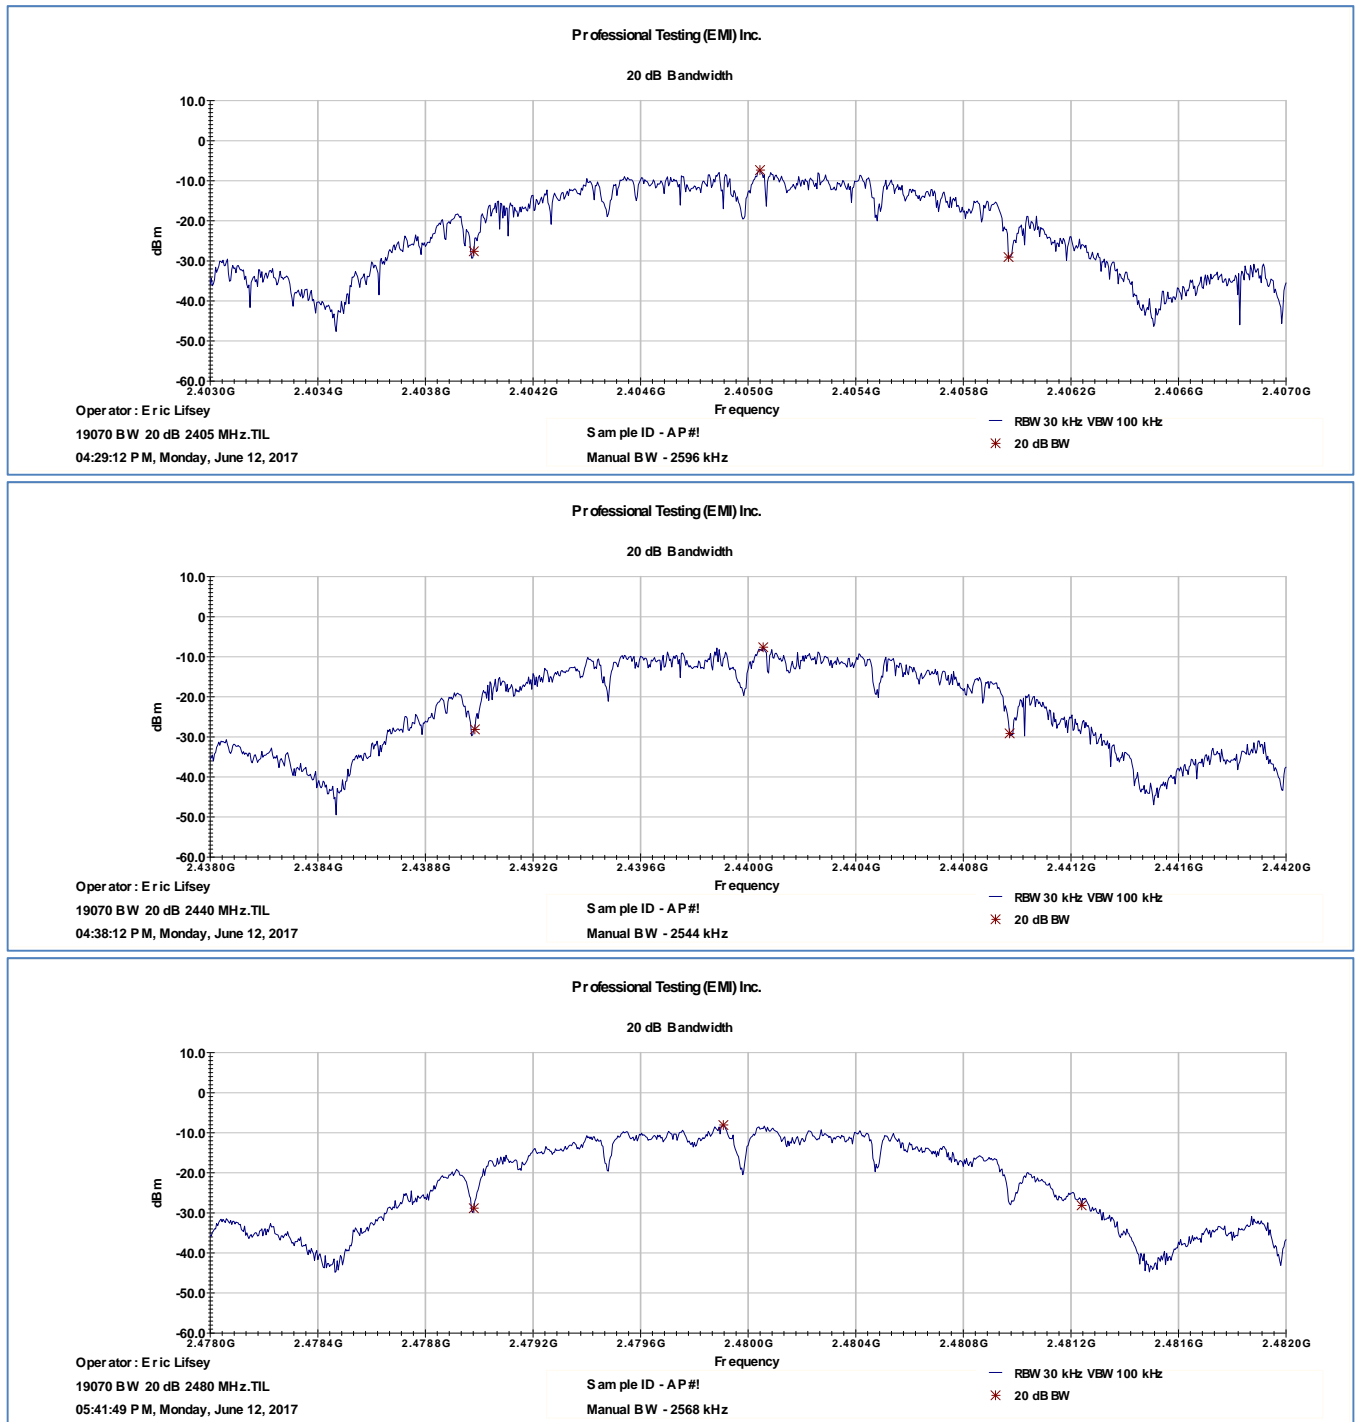 Professional Testing (EMI) Inc.
20 dB Bandwidth
10.0
0
-10.0
-20.0
-30.0
-40.0
-50.0
-60.0
dBm
2.4030G 2.4034G 2.4038G 2.4042G 2.4046G 2.4050G 2.4054G 2.4058G 2.4062G 2.4066G 2.4070G
Frequency
Operator: Eric Lifsey
19070 BW 20 dB 2405 MHz.TIL
04:29:12 PM, Monday, June 12, 2017
Sample ID - AP#!
Manual BW - 2596 kHz
RBW 30 kHz VBW 100 kHz
20 dB BW
Professional Testing (EMI) Inc.
20 dB Bandwidth
10.0
0
-10.0
-20.0
-30.0
-40.0
-50.0
-60.0
dBm
2.4380G 2.4384G 2.4388G 2.4392G 2.4396G 2.4400G 2.4404G 2.4408G 2.4412G 2.4416G 2.4420G
Frequency
Operator: Eric Lifsey
19070 BW 20 dB 2440 MHz.TIL
04:38:12 PM, Monday, June 12, 2017
Sample ID - AP#!
Manual BW - 2544 kHz
RBW 30 kHz VBW 100 kHz
20 dB BW
Professional Testing (EMI) Inc.
20 dB Bandwidth
10.0
0
-10.0
-20.0
-30.0
-40.0
-50.0
-60.0
dBm
2.4780G 2.4784G 2.4788G 2.4792G 2.4796G 2.4800G 2.4804G 2.4808G 2.4812G 2.4816G 2.4820G
Frequency
Operator: Eric Lifsey
19070 BW 20 dB 2480 MHz.TIL
05:41:49 PM, Monday, June 12, 2017
Sample ID - AP#!
Manual BW - 2568 kHz
RBW 30 kHz VBW 100 kHz
20 dB BW